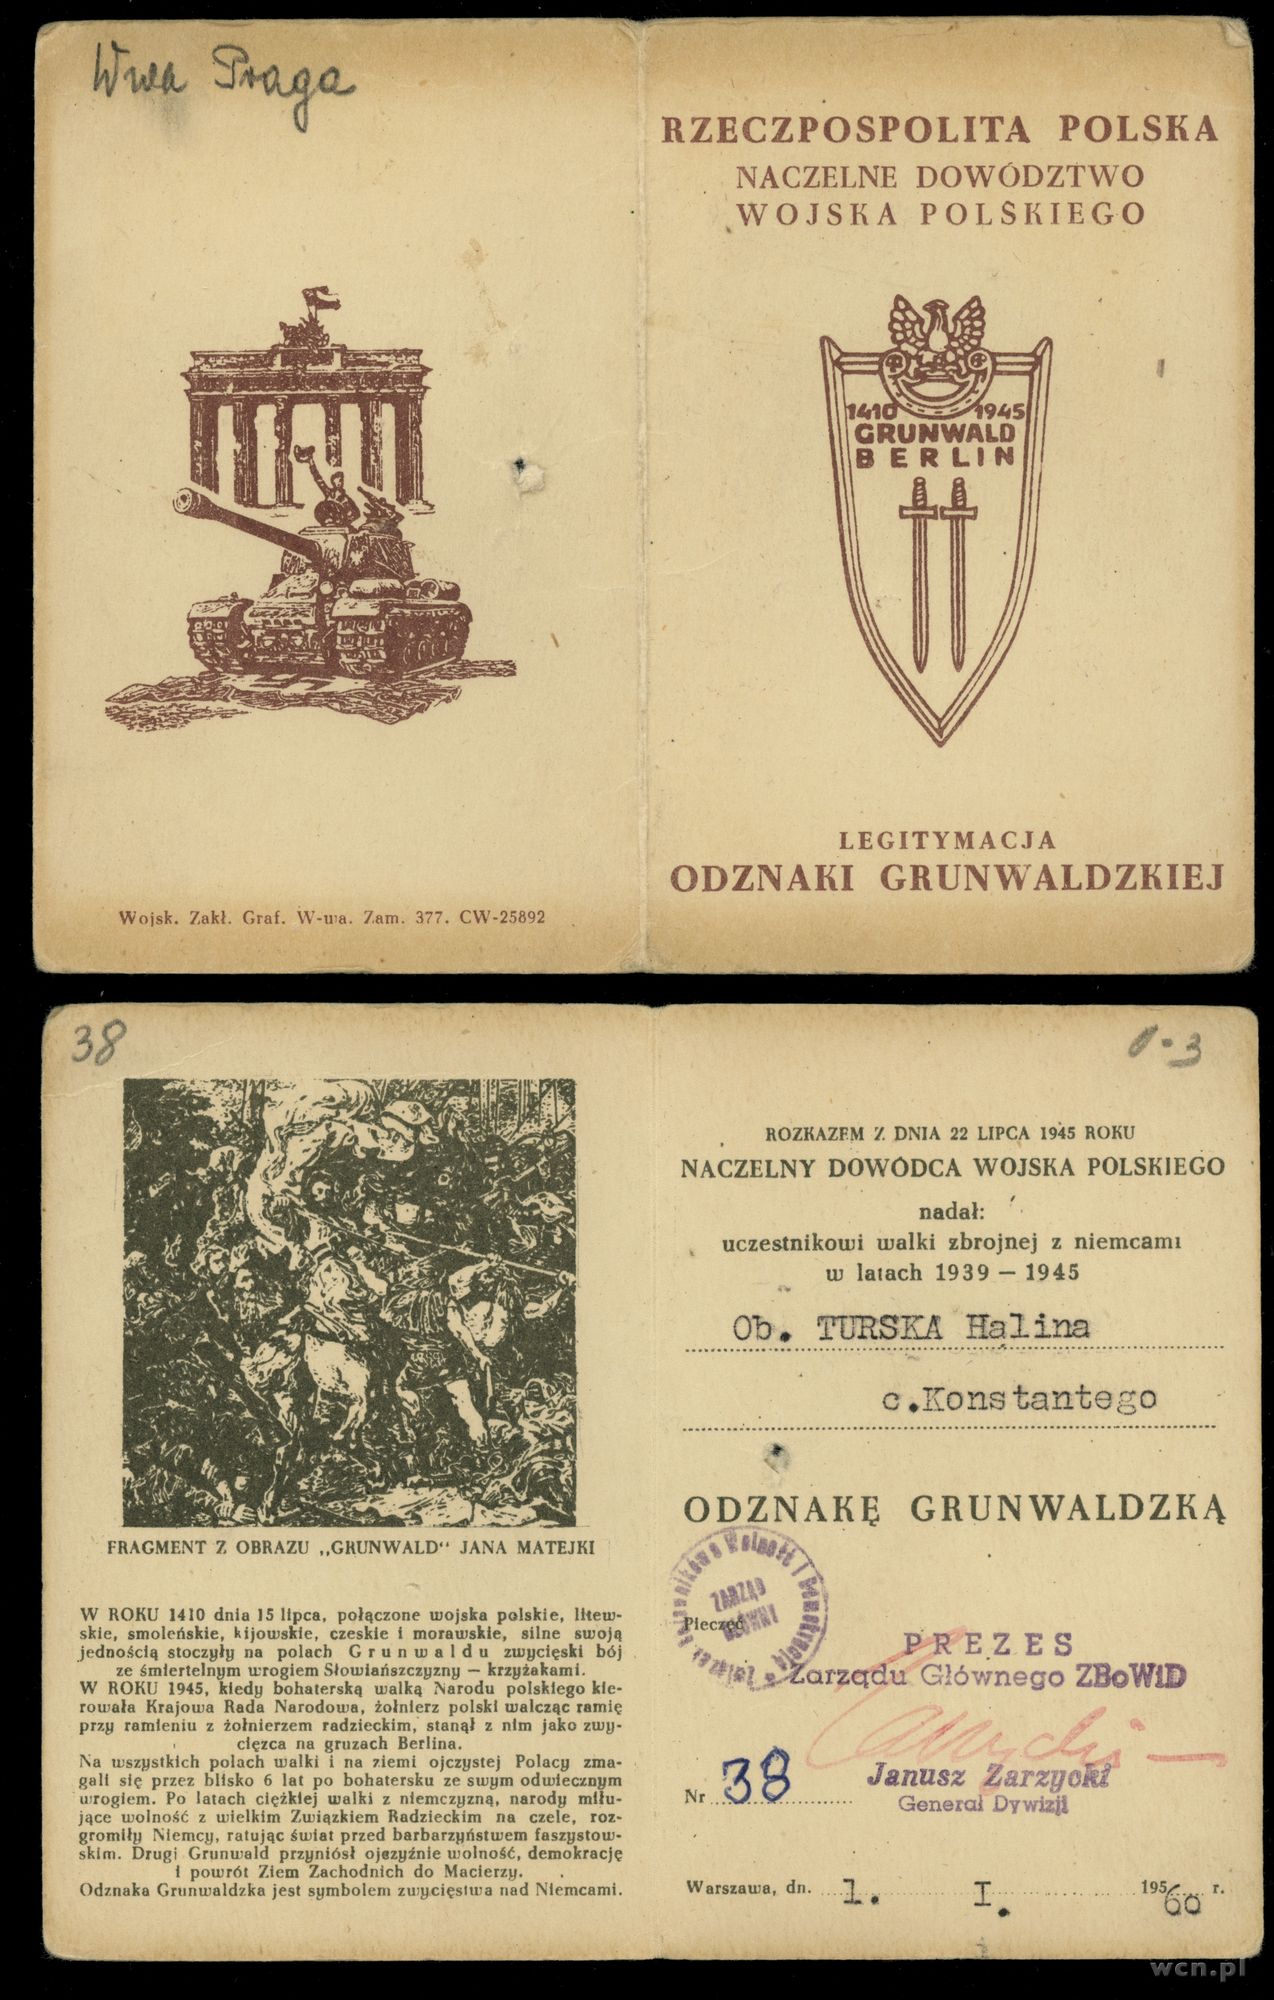 Wwa Praga
RZECZPOSPOLITA POLSKA
NACZELNE DOWÓDZTWO
WOJSKA POLSKIEGO
1410 1945
GRUNWALD
BERLIN
LEGITYMACJA
ODZNAKI GRUNWALDZKIEJ
Wojsk. Zakł. Graf. W-wa. Zam. 377. CW-25892
38
FRAGMENT Z OBRAZU „GRUNWALD" JANA MATEJKI
W ROKU 1410 dnia 15 lipca, połączone wojska polskie, litew-
skie, smoleńskie, kijowskie, czeskie i morawskie, silne swoją
jednością stoczyły na polach Grunwaldu zwycięski bój
ze śmiertelnym wrogiem Słowiańszczyzny — krzyżakami.
W ROKU 1945, kiedy bohaterską walką Narodu polskiego kie-
rowała Krajowa Rada Narodowa, żołnierz polski walcząc ramię
przy ramieniu z żołnierzem radzieckim, stanął z nim jako zwy-
cięzca na gruzach Berlina.
Na wszystkich polach walki i na ziemi ojczystej Polacy zma-
gali się przez blisko 6 lat po bohatersku ze swym odwiecznym
wrogiem. Po latach ciężkiej walki z niemczyzną, narody miłu-
jące wolność z wielkim Związkiem Radzieckim na czele, roz-
gromiły Niemcy, ratując świat przed barbarzyństwem faszystow-
skim. Drugi Grunwald przyniósł ojczyźnie wolność, demokrację
i powrót Ziem Zachodnich do Macierzy.
Odznaka Grunwaldzka jest symbolem zwycięstwa nad Niemcami.
ROZKAZEM Z DNIA 22 LIPCA 1945 ROKU
NACZELNY DOWÓDCA WOJSKA POLSKIEGO
nadał:
uczestnikowi walki zbrojnej z niemcami
w latach 1939 — 1945
Ob. TURSKA Halina
c.Konstantego
ODZNAKĘ GRUNWALDZKĄ
Wolność i
ZARZĄD
GŁÓWNY
Pieczęć
PREZES
Zarządu Głównego ZBoWiD
Janusz Zarzycki
Generał Dywizji
Nr 38
Warszawa, dn. 1. I. 195 60 r.
wcn.pl